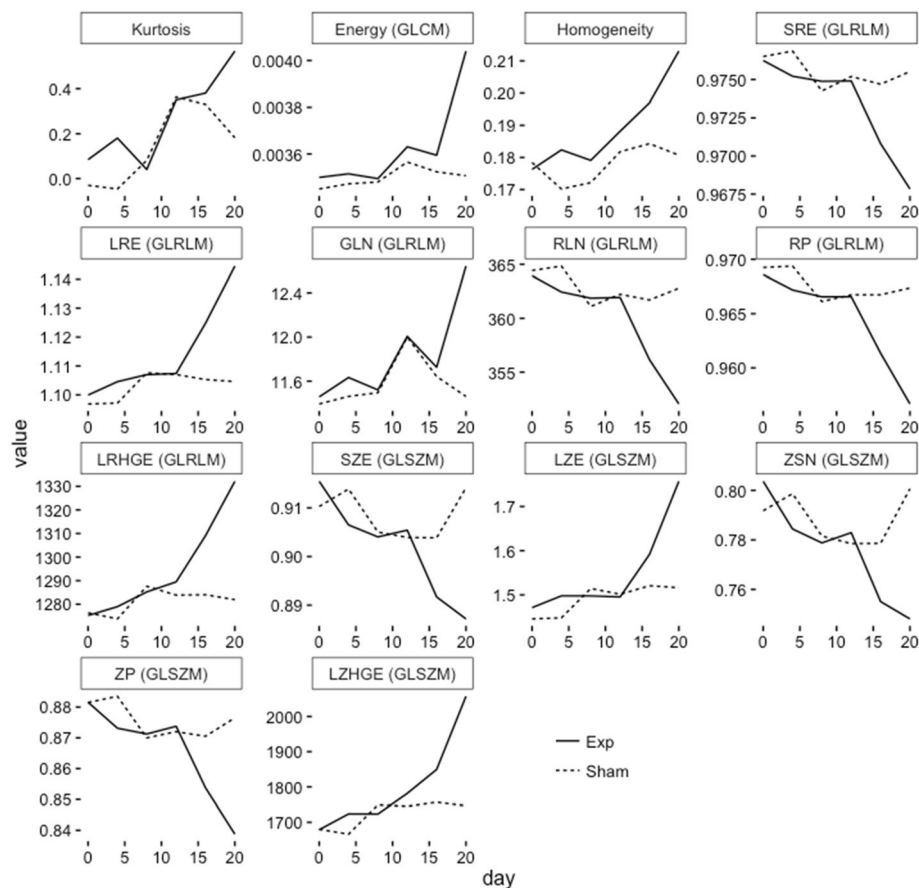 Kurtosis
Energy (GLCM)
Homogeneity
SRE (GLRLM)
0.4
0.2
0.0
0 5 10 15 20
0.0040
0.0038
0.0036
0 5 10 15 20
0.21
0.20
0.19
0.18
0.17
0 5 10 15 20
0.9750
0.9725
0.9700
0.9675
0 5 10 15 20
LRE (GLRLM)
GLN (GLRLM)
RLN (GLRLM)
RP (GLRLM)
1.14
1.13
1.12
1.11
1.10
0 5 10 15 20
12.4
12.0
11.6
0 5 10 15 20
365
361
355
0 5 10 15 20
0.970
0.965
0.960
0 5 10 15 20
value
LRHGE (GLRLM)
SZE (GLSZM)
LZE (GLSZM)
ZSN (GLSZM)
1330
1320
1310
1300
1290
1280
0 5 10 15 20
0.91
0.90
0.89
0 5 10 15 20
1.7
1.6
1.5
0 5 10 15 20
0.80
0.78
0.76
0 5 10 15 20
ZP (GLSZM)
LZHGE (GLSZM)
0.88
0.87
0.86
0.85
0.84
0 5 10 15 20
2000
1900
1800
1700
0 5 10 15 20
Exp
Sham
day